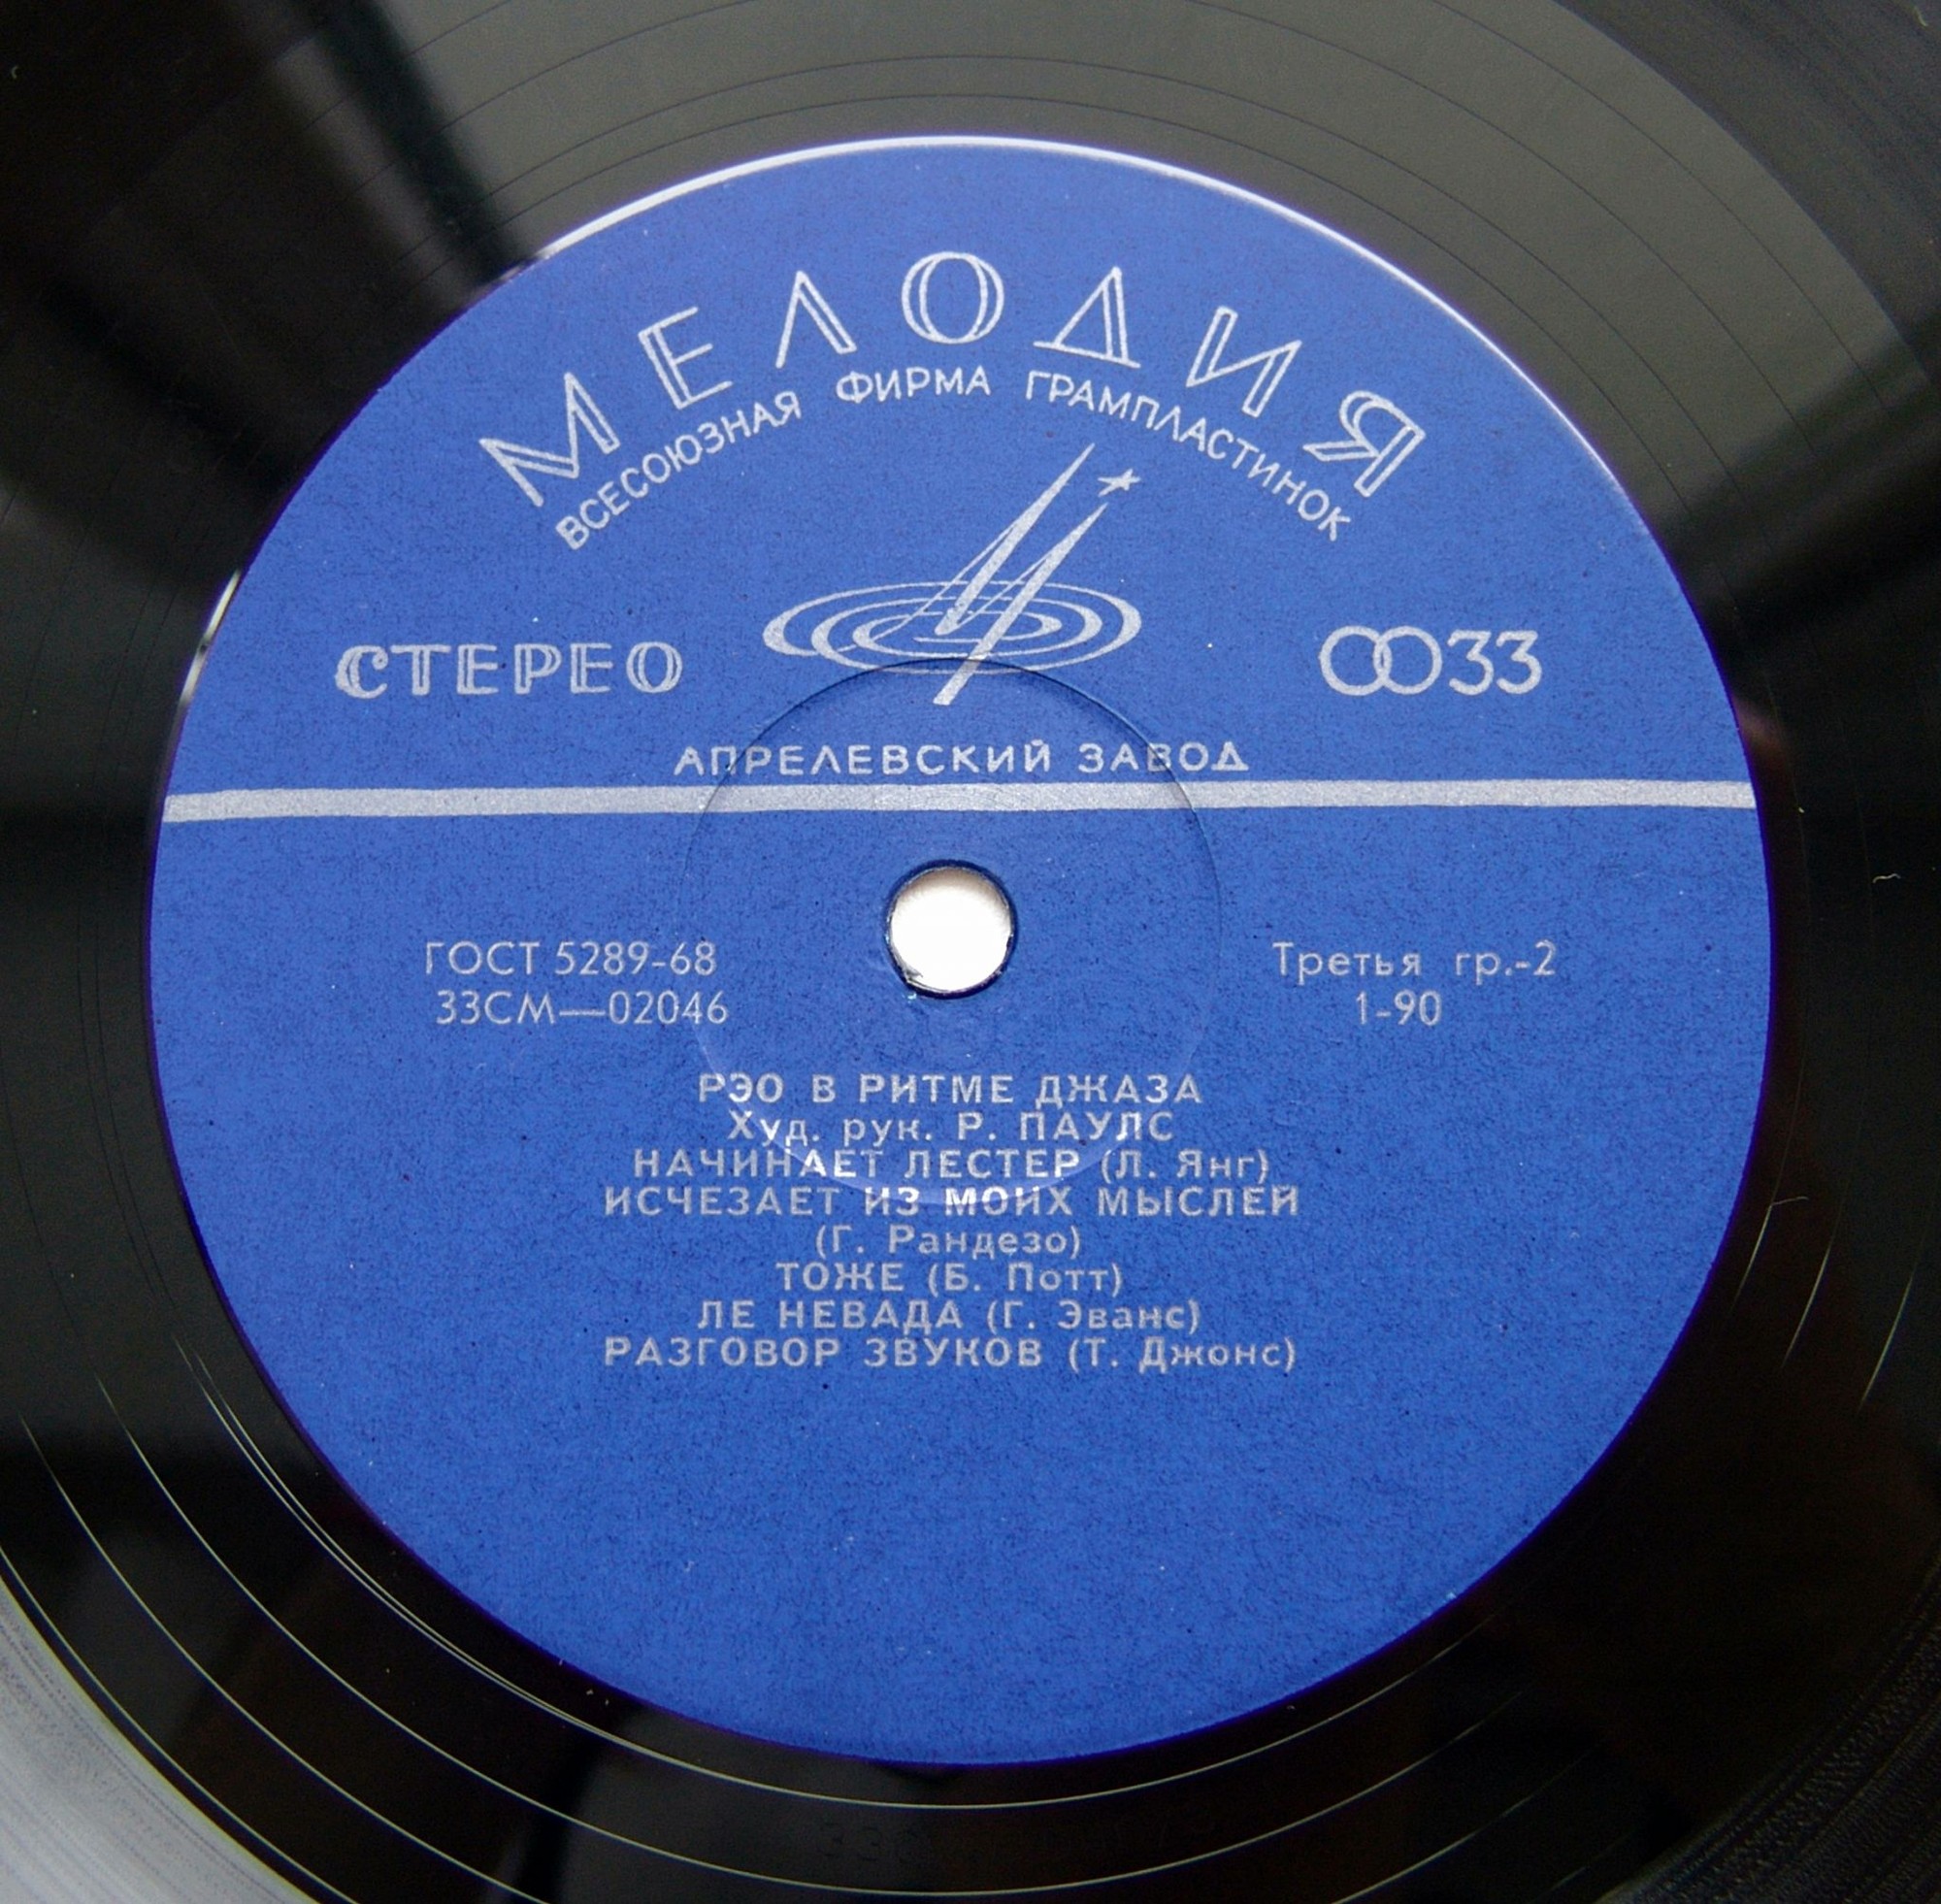 МЕЛОДИЯ
ВСЕСОЮЗНАЯ ФИРМА ГРАМПЛАСТИНОК
СТЕРЕО
33
АПРЕЛЕВСКИЙ ЗАВОД
ГОСТ 5289-68
33СМ—02046
Третья гр.-2
1-90
РЭО В РИТМЕ ДЖАЗА
Худ. рук. Р. ПАУЛС
НАЧИНАЕТ ЛЕСТЕР (Л. Янг)
ИСЧЕЗАЕТ ИЗ МОИХ МЫСЛЕЙ
(Г. Рандезо)
ТОЖЕ (Б. Потт)
ЛЕ НЕВАДА (Г. Эванс)
РАЗГОВОР ЗВУКОВ (Т. Джонс)